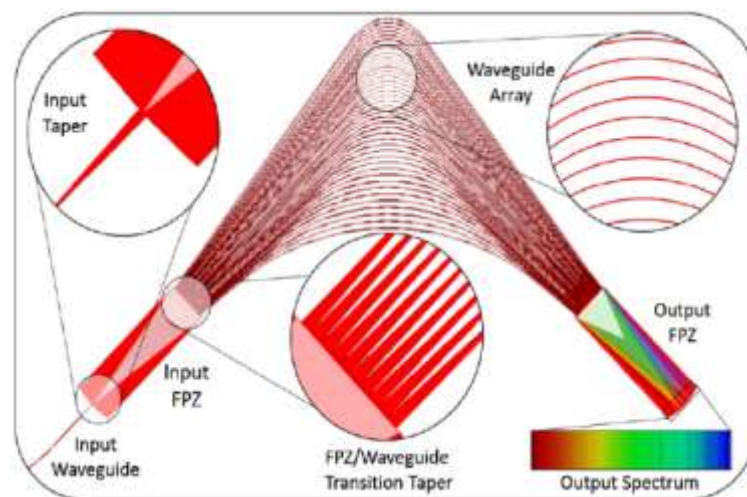 Input
Taper
Waveguide
Array
Input
FPZ
Output
FPZ
Input
Waveguide
FPZ/Waveguide
Transition Taper
Output Spectrum